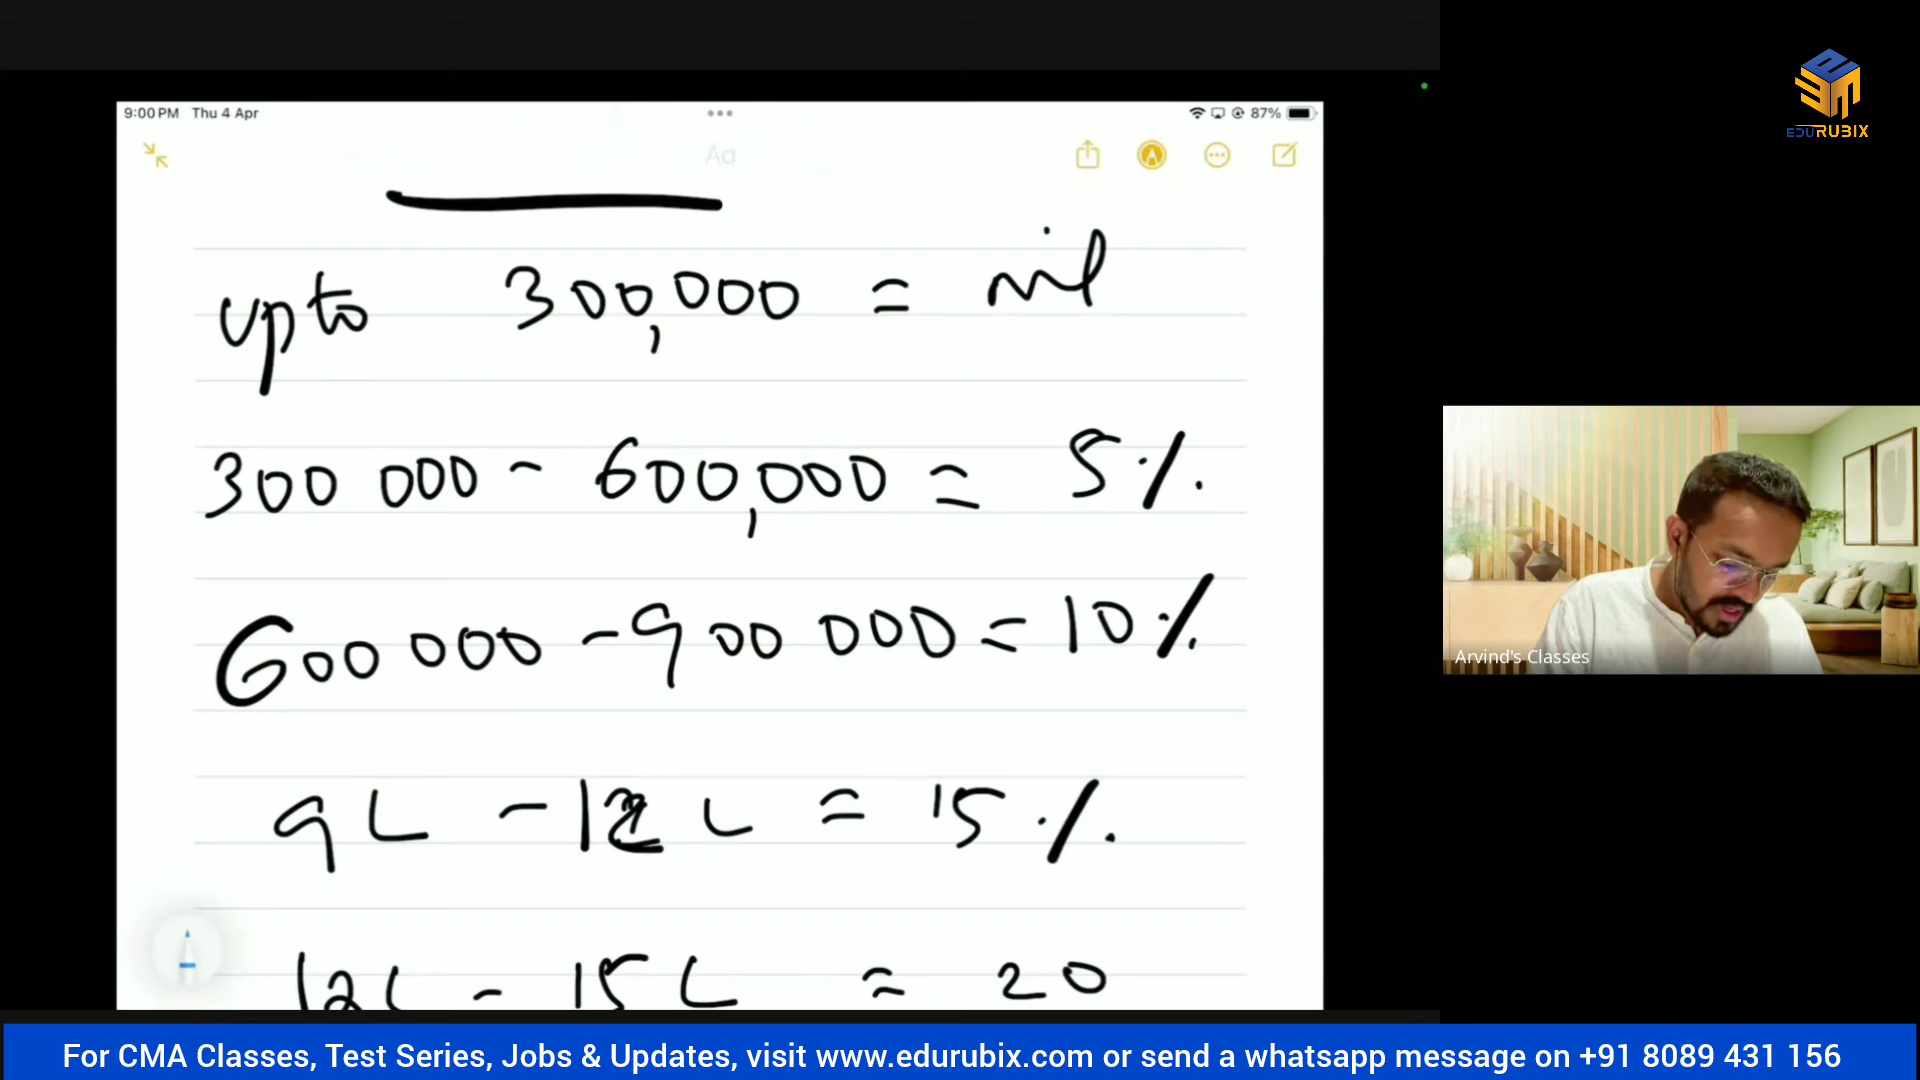 9:00 PM Thu 4 Apr
87%
Aa
EDURUBIX
upto 300,000 = nil
300 000 - 600,000 = 5%
600 000 - 900 000 = 10%
9L - 12L = 15%
12L - 15L = 20
Arvind's Classes
For CMA Classes, Test Series, Jobs & Updates, visit www.edurubix.com or send a whatsapp message on +91 8089 431 156